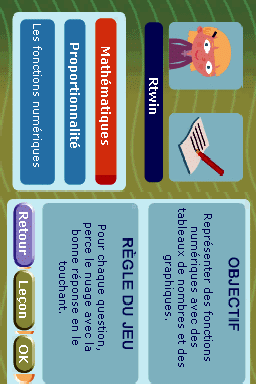 Rtwin
Mathématiques
Proportionnalité
Les fonctions numériques
OBJECTIF
Représenter des fonctions
numériques avec des
tableaux de nombres et des
graphiques.
RÈGLE DU JEU
Pour chaque question,
perce le nuage avec la
bonne réponse en le
touchant.
Retour
Leçon
OK